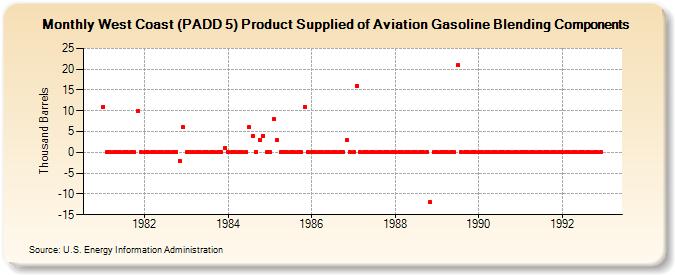 Monthly West Coast (PADD 5) Product Supplied of Aviation Gasoline Blending Components
Thousand Barrels
25
20
15
10
5
0
-5
-10
-15
1982 1984 1986 1988 1990 1992
Source: U.S. Energy Information Administration